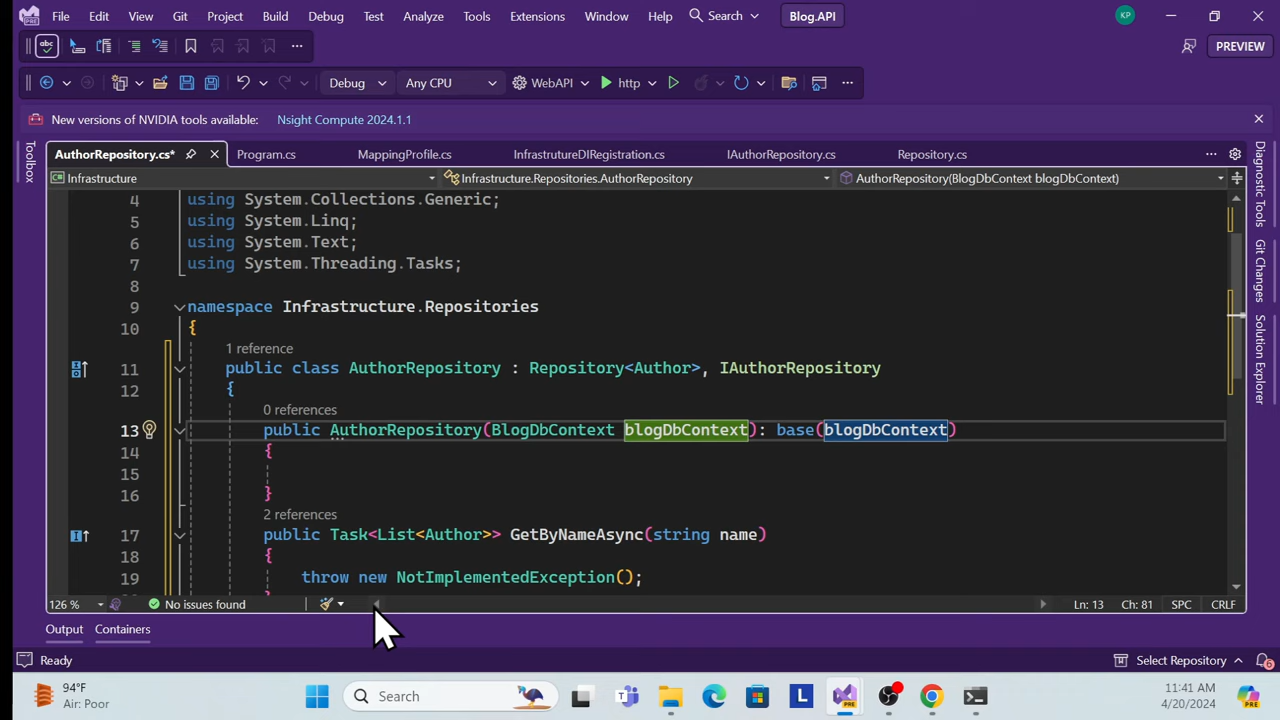 File Edit View Git Project Build Debug Test Analyze Tools Extensions Window Help Search Blog.API KP
abc PREVIEW
Debug Any CPU WebAPI http
New versions of NVIDIA tools available: Nsight Compute 2024.1.1
AuthorRepository.cs* Program.cs MappingProfile.cs InfrastrutureDIRegistration.cs IAuthorRepository.cs Repository.cs
Infrastructure Infrastructure.Repositories.AuthorRepository AuthorRepository(BlogDbContext blogDbContext)
Toolbox
Diagnostic Tools
Git Changes
Solution Explorer
4 using System.Collections.Generic;
5 using System.Linq;
6 using System.Text;
7 using System.Threading.Tasks;
8
9 namespace Infrastructure.Repositories
10 {
1 reference
11 public class AuthorRepository : Repository<Author>, IAuthorRepository
12 {
0 references
13 public AuthorRepository(BlogDbContext blogDbContext): base(blogDbContext)
14 {
15
16 }
2 references
17 public Task<List<Author>> GetByNameAsync(string name)
18 {
19 throw new NotImplementedException();
126 % No issues found Ln: 13 Ch: 81 SPC CRLF
Output Containers
Ready Select Repository 6
94°F
Air: Poor
Search
L
PRE
11:41 AM
4/20/2024
PRE